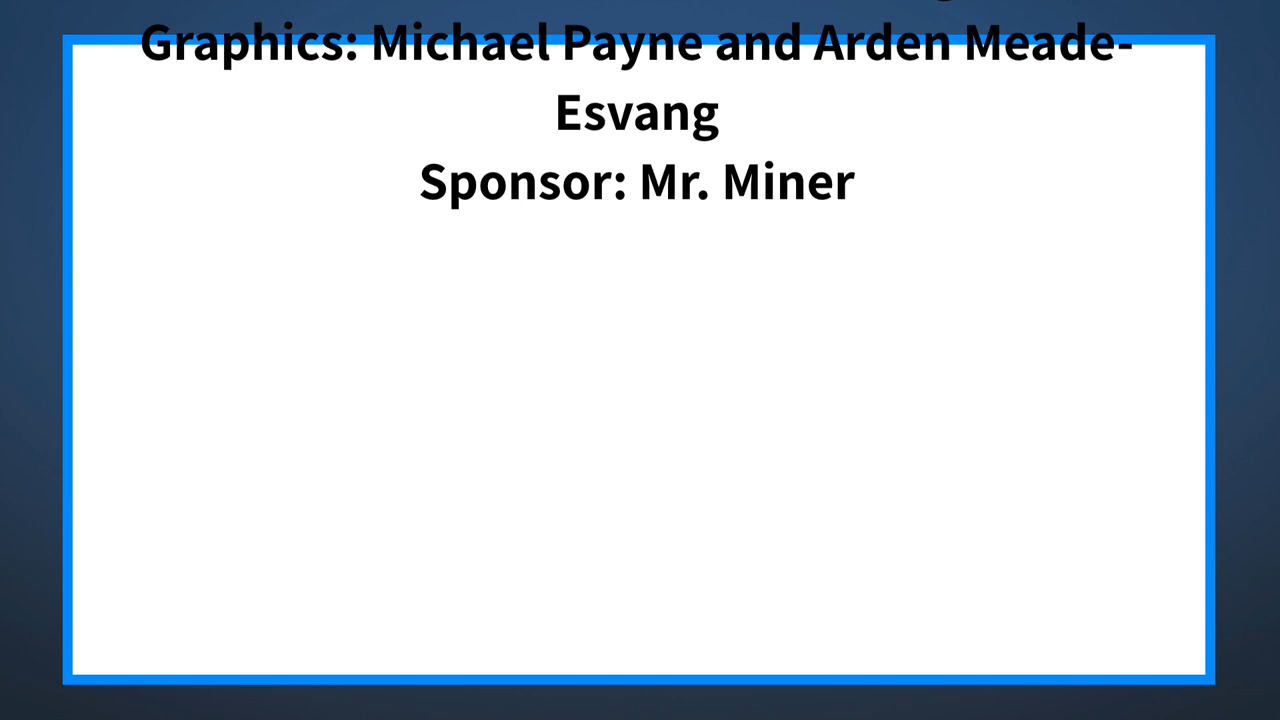 Graphics: Michael Payne and Arden Meade-
Esvang
Sponsor: Mr. Miner